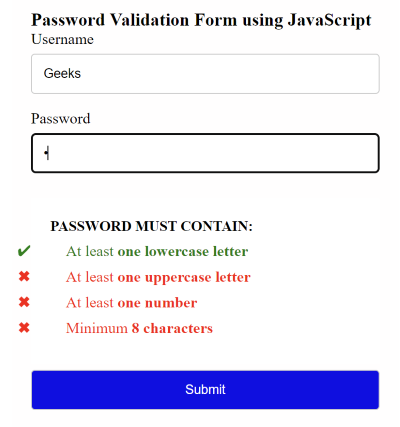 Password Validation Form using JavaScript
Username
Geeks
Password
PASSWORD MUST CONTAIN:
At least one lowercase letter
At least one uppercase letter
At least one number
Minimum 8 characters
Submit